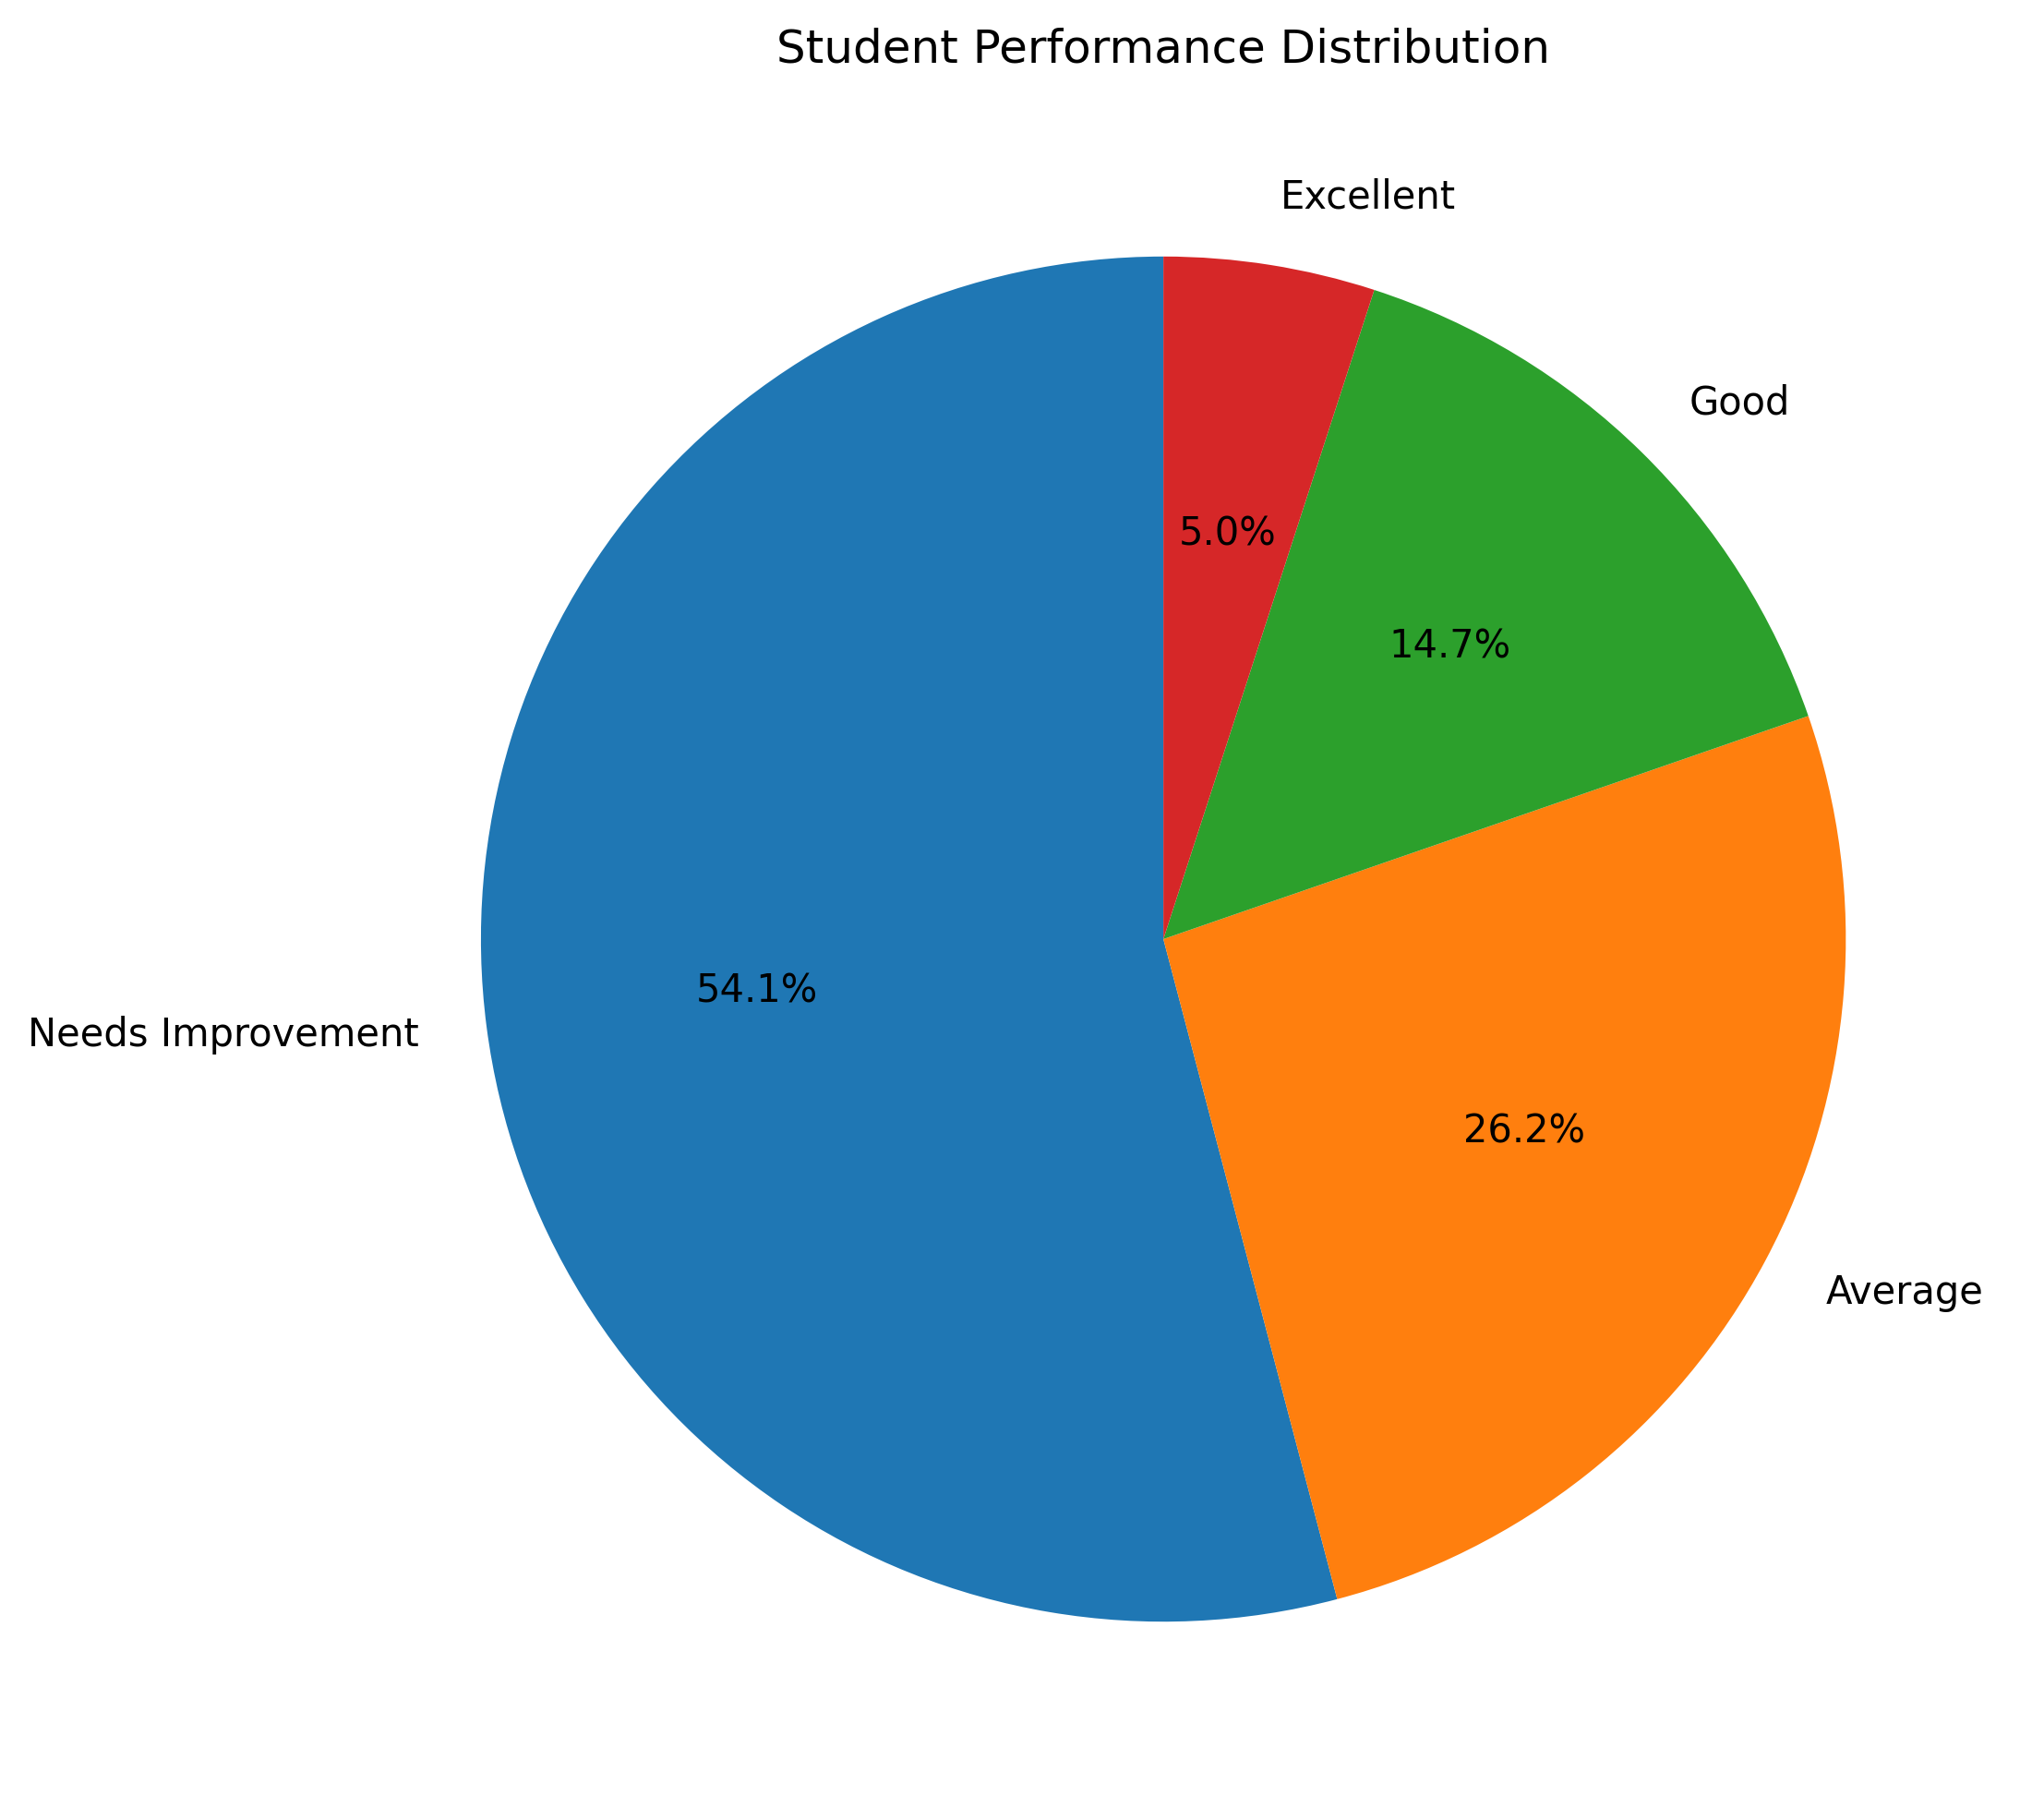 Student Performance Distribution
Excellent
Good
5.0%
14.7%
54.1%
Needs Improvement
26.2%
Average